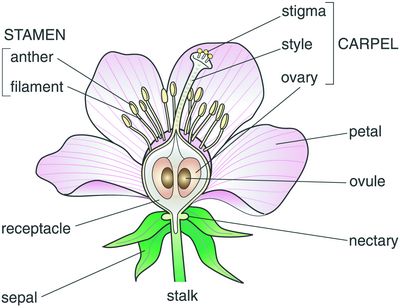 STAMEN
anther
filament
stigma
style
ovary
CARPEL
petal
ovule
receptacle
nectary
sepal
stalk